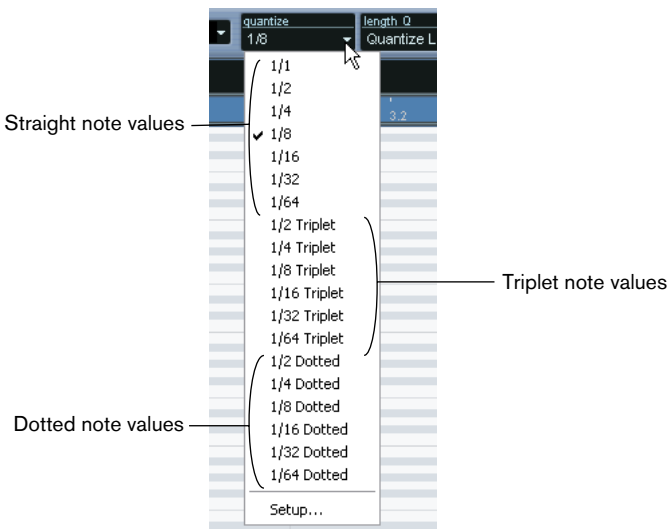 quantize
length Q
1/8
Quantize L
1/1
1/2
1/4
3.2
Straight note values
1/8
1/16
1/32
1/64
1/2 Triplet
1/4 Triplet
1/8 Triplet
Triplet note values
1/16 Triplet
1/32 Triplet
1/64 Triplet
1/2 Dotted
1/4 Dotted
1/8 Dotted
Dotted note values
1/16 Dotted
1/32 Dotted
1/64 Dotted
Setup...